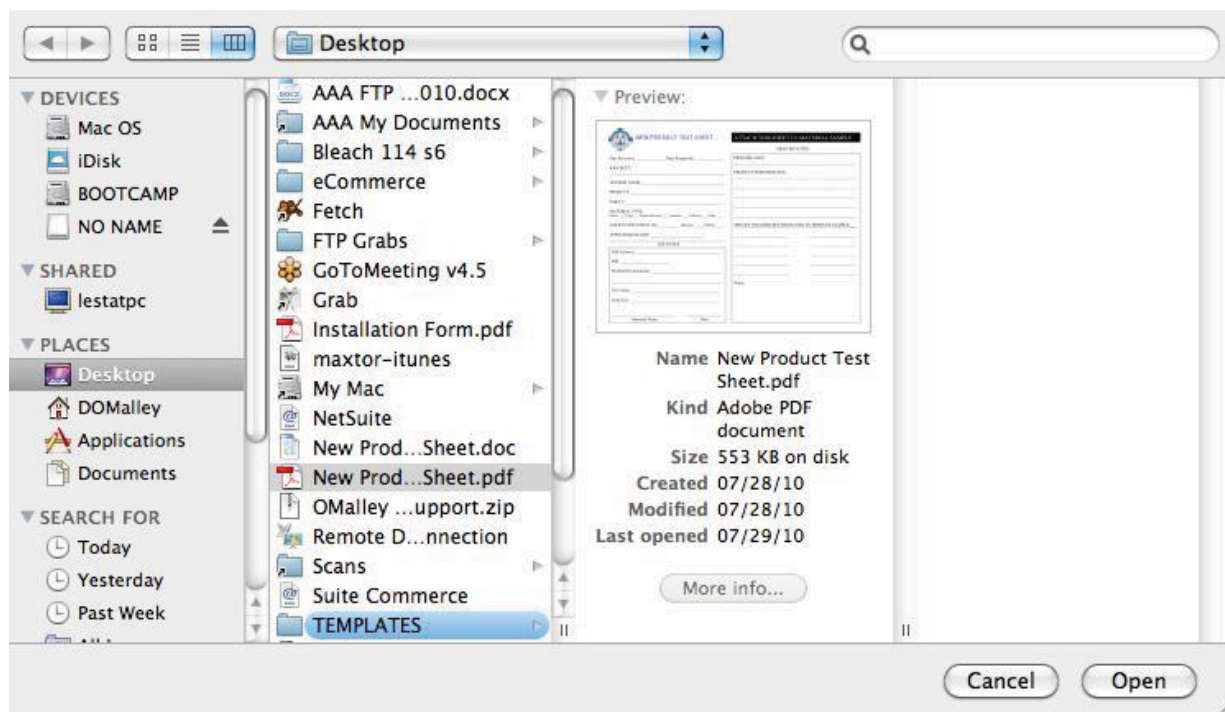 Desktop
DEVICES
Mac OS
iDisk
BOOTCAMP
NO NAME
SHARED
lestatpc
PLACES
Desktop
DOMalley
Applications
Documents
SEARCH FOR
Today
Yesterday
Past Week
AAA FTP ...010.docx
AAA My Documents
Bleach 114 s6
eCommerce
Fetch
FTP Grabs
GoToMeeting v4.5
Grab
Installation Form.pdf
maxtor-itunes
My Mac
NetSuite
New Prod...Sheet.doc
New Prod...Sheet.pdf
OMalley ...upport.zip
Remote D...nnection
Scans
Suite Commerce
TEMPLATES
Preview:
NEW PRODUCT TEST SHEET
Name New Product Test
Sheet.pdf
Kind Adobe PDF
document
Size 553 KB on disk
Created 07/28/10
Modified 07/28/10
Last opened 07/29/10
More info...
Cancel
Open